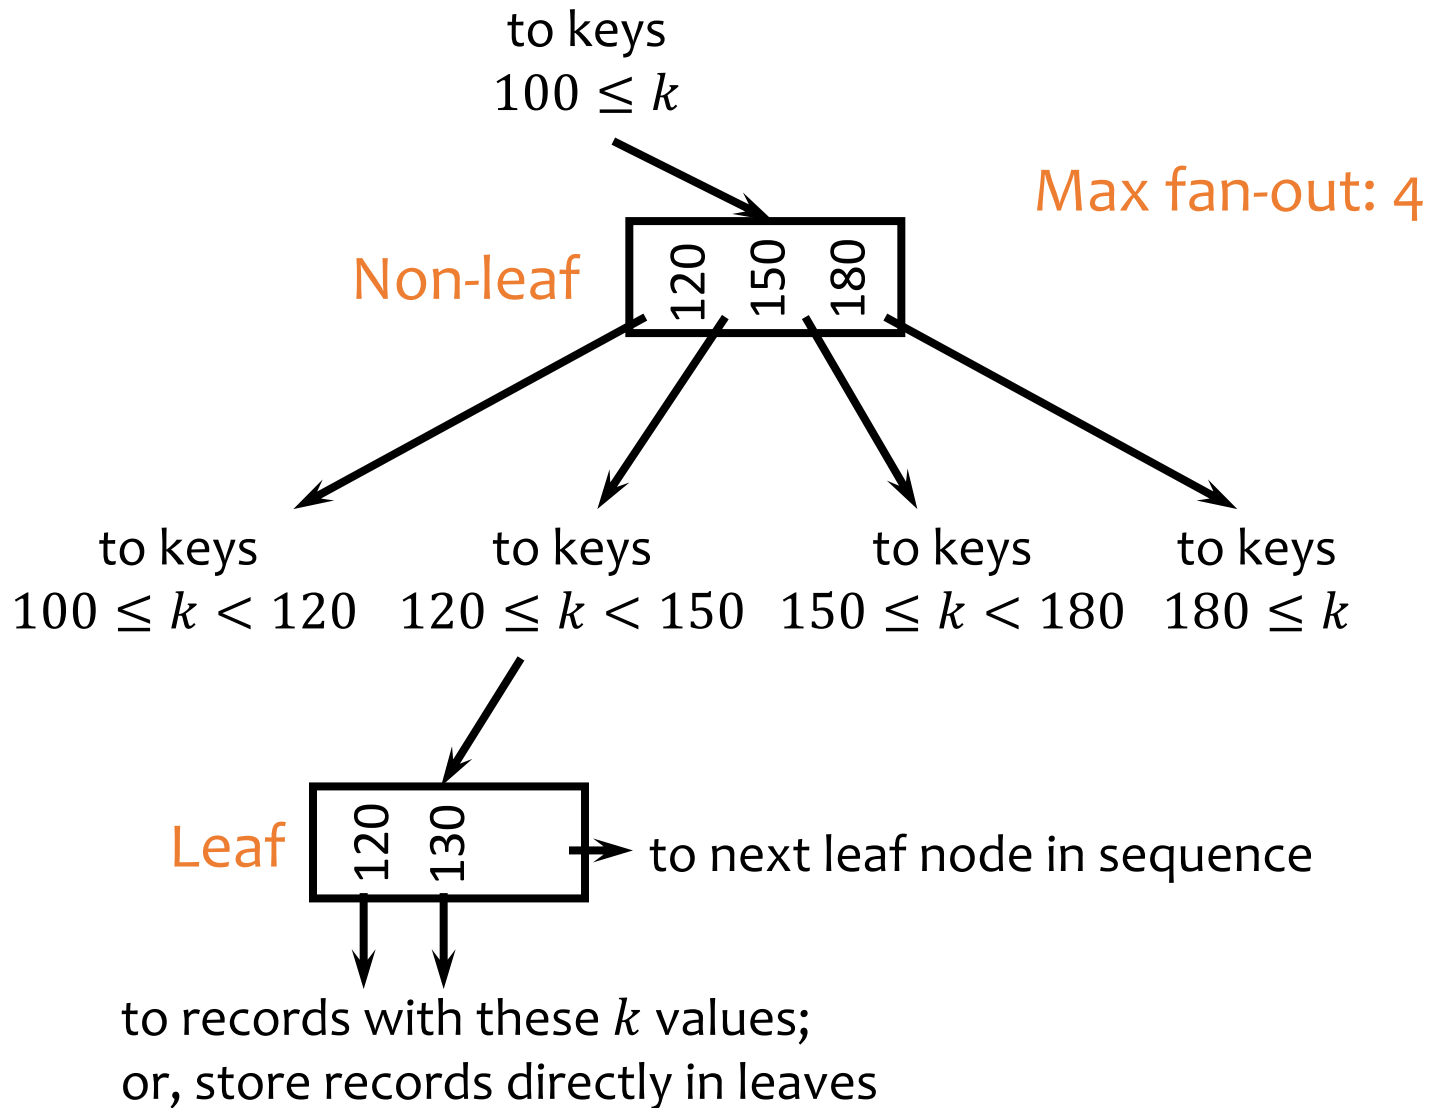 to keys
100 ≤ k
Max fan-out: 4
Non-leaf
120 150 180
to keys
100 ≤ k < 120
to keys
120 ≤ k < 150
to keys
150 ≤ k < 180
to keys
180 ≤ k
Leaf
120 130
to next leaf node in sequence
to records with these k values;
or, store records directly in leaves